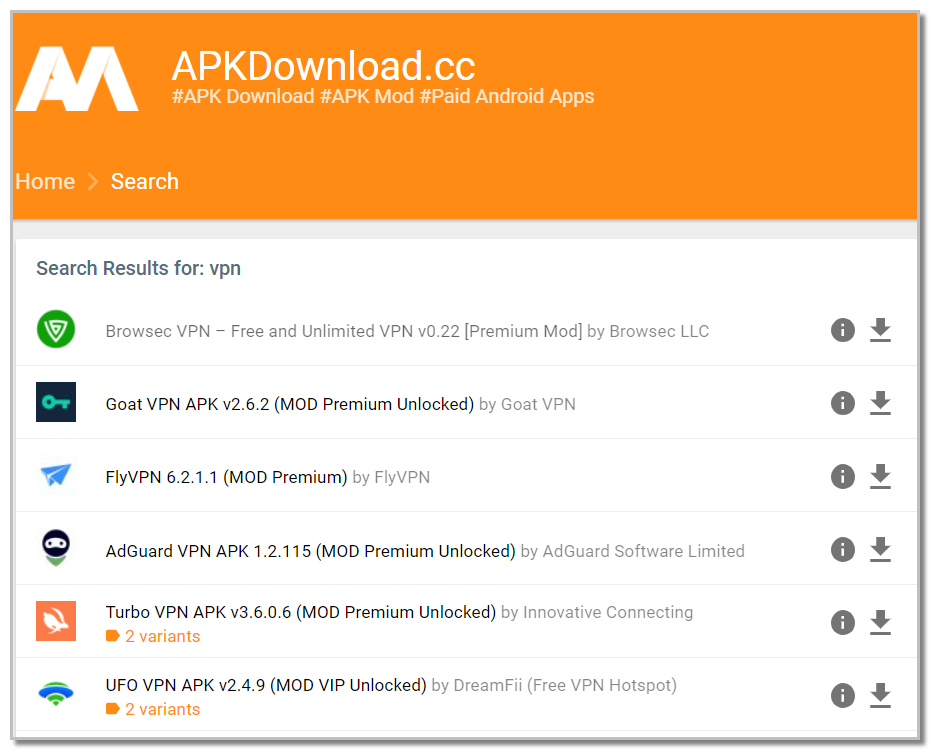 APKDownload.cc
#APK Download #APK Mod #Paid Android Apps
Home > Search
Search Results for: vpn
Browsec VPN – Free and Unlimited VPN v0.22 [Premium Mod] by Browsec LLC
Goat VPN APK v2.6.2 (MOD Premium Unlocked) by Goat VPN
FlyVPN 6.2.1.1 (MOD Premium) by FlyVPN
AdGuard VPN APK 1.2.115 (MOD Premium Unlocked) by AdGuard Software Limited
Turbo VPN APK v3.6.0.6 (MOD Premium Unlocked) by Innovative Connecting
2 variants
UFO VPN APK v2.4.9 (MOD VIP Unlocked) by DreamFii (Free VPN Hotspot)
2 variants